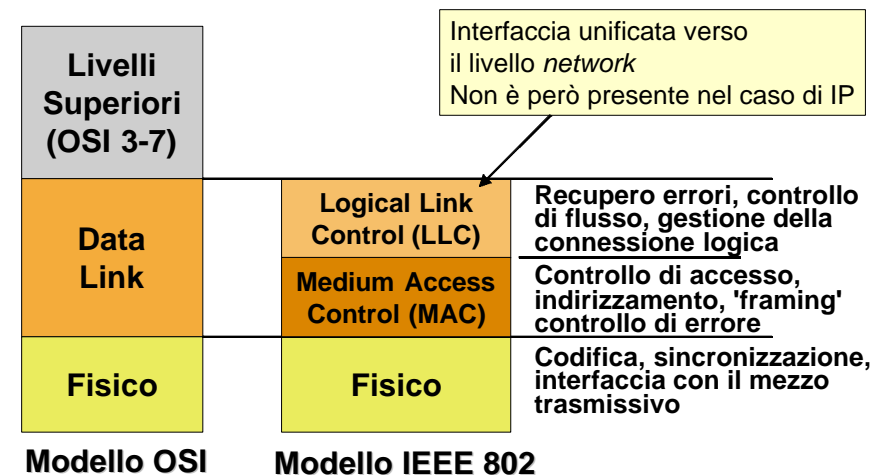 Interfaccia unificata verso
il livello network
Non è però presente nel caso di IP
Livelli
Superiori
(OSI 3-7)
Data
Link
Fisico
Modello OSI
Logical Link
Control (LLC)
Medium Access
Control (MAC)
Fisico
Modello IEEE 802
Recupero errori, controllo
di flusso, gestione della
connessione logica
Controllo di accesso,
indirizzamento, 'framing'
controllo di errore
Codifica, sincronizzazione,
interfaccia con il mezzo
trasmissivo